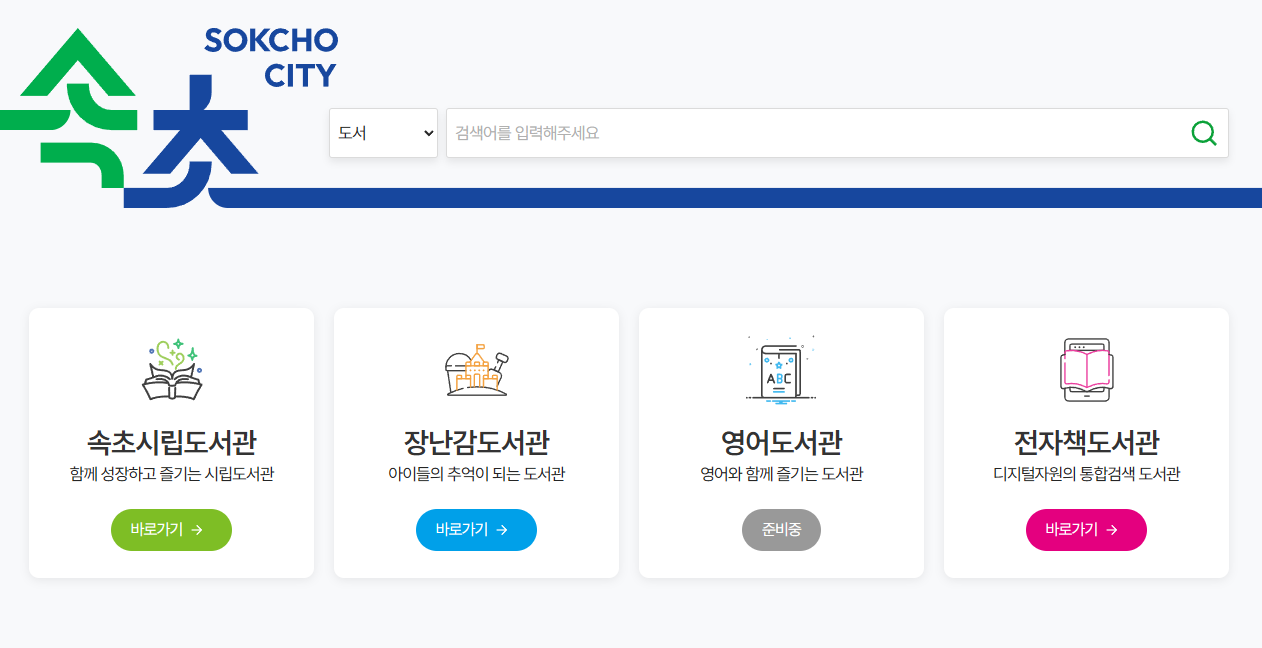 SOKCHO
CITY
속초
도서
검색어를 입력해주세요
ABC
속초시립도서관
함께 성장하고 즐기는 시립도서관
바로가기 →
장난감도서관
아이들의 추억이 되는 도서관
바로가기 →
영어도서관
영어와 함께 즐기는 도서관
준비중
전자책도서관
디지털자원의 통합검색 도서관
바로가기 →